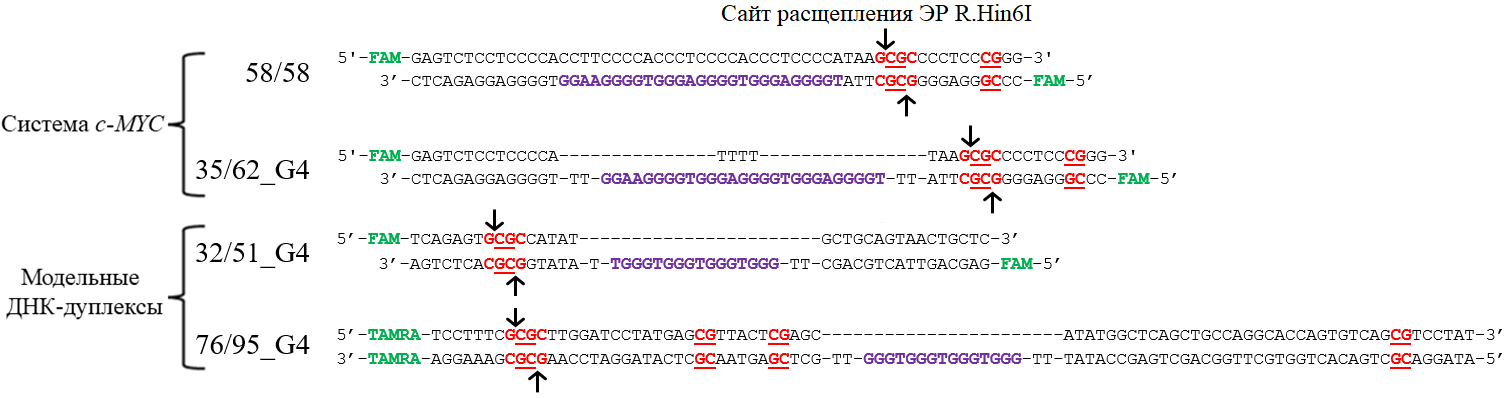 Сайт расщепления ЭР R.Hin6I
58/58
5'-FAM-GAGTCTCCTCCCCACCTTCCCCACCCTCCCCACCCTCCCCATAAGCGCCCCTCCCGGG-3'
3’-CTCAGAGGAGGGGTGGAAGGGGTGGGAGGGGTGGGAGGGGTATTCGCGGGGAGGGCCC-FAM-5’
Система c-MYC
35/62_G4
5'-FAM-GAGTCTCCTCCCCA---------------TTTT----------------TAAGCGCCCCTCCCGGG-3'
3’-CTCAGAGGAGGGGT-TT-GGAAGGGGTGGGAGGGGTGGGAGGGGT-TT-ATTCGCGGGGAGGGCCC-FAM-5’
32/51_G4
5’-FAM-TCAGAGTGCGCCATAT-----------------------GCTGCAGTAACTGCTC-3’
3’-AGTCTCACGCGGTATA-T-TGGGTGGGTGGGTGGG-TT-CGACGTCATTGACGAG-FAM-5’
Модельные
ДНК-дуплексы
76/95_G4
5’-TAMRA-TCCTTTCGCGCTTGGATCCTATGAGCGTTACTCGAGC-----------------------ATATGGCTCAGCTGCCAGGCACCAGTGTCAGCGTCCTAT-3’
3’-TAMRA-AGGAAAGCGCGAACCTAGGATACTCGCAATGAGCTCG-TT-GGGTGGGTGGGTGGG-TT-TATACCGAGTCGACGGTTCGTGGTCACAGTCGCAGGATA-5’